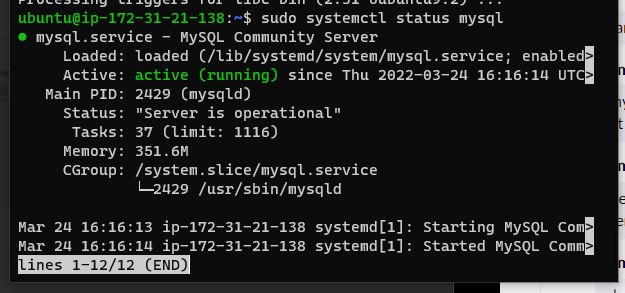 Processing triggers for libc-bin (2.31-0ubuntu9.2) ...
ubuntu@ip-172-31-21-138:~$ sudo systemctl status mysql
● mysql.service - MySQL Community Server
Loaded: loaded (/lib/systemd/system/mysql.service; enabled>
Active: active (running) since Thu 2022-03-24 16:16:14 UTC>
Main PID: 2429 (mysqld)
Status: "Server is operational"
Tasks: 37 (limit: 1116)
Memory: 351.6M
CGroup: /system.slice/mysql.service
└─2429 /usr/sbin/mysqld
Mar 24 16:16:13 ip-172-31-21-138 systemd[1]: Starting MySQL Com>
Mar 24 16:16:14 ip-172-31-21-138 systemd[1]: Started MySQL Comm>
lines 1-12/12 (END)